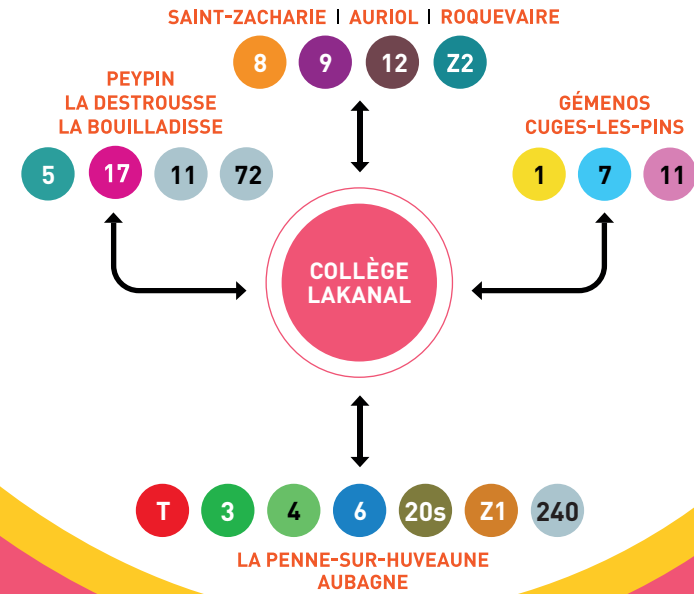 SAINT-ZACHARIE | AURIOL | ROQUEVAIRE
8 9 12 Z2
PEYPIN
LA DESTROUSSE
LA BOUILLADISSE
5 17 11 72
GÉMENOS
CUGES-LES-PINS
1 7 11
COLLÈGE
LAKANAL
T 3 4 6 20s Z1 240
LA PENNE-SUR-HUVEAUNE
AUBAGNE